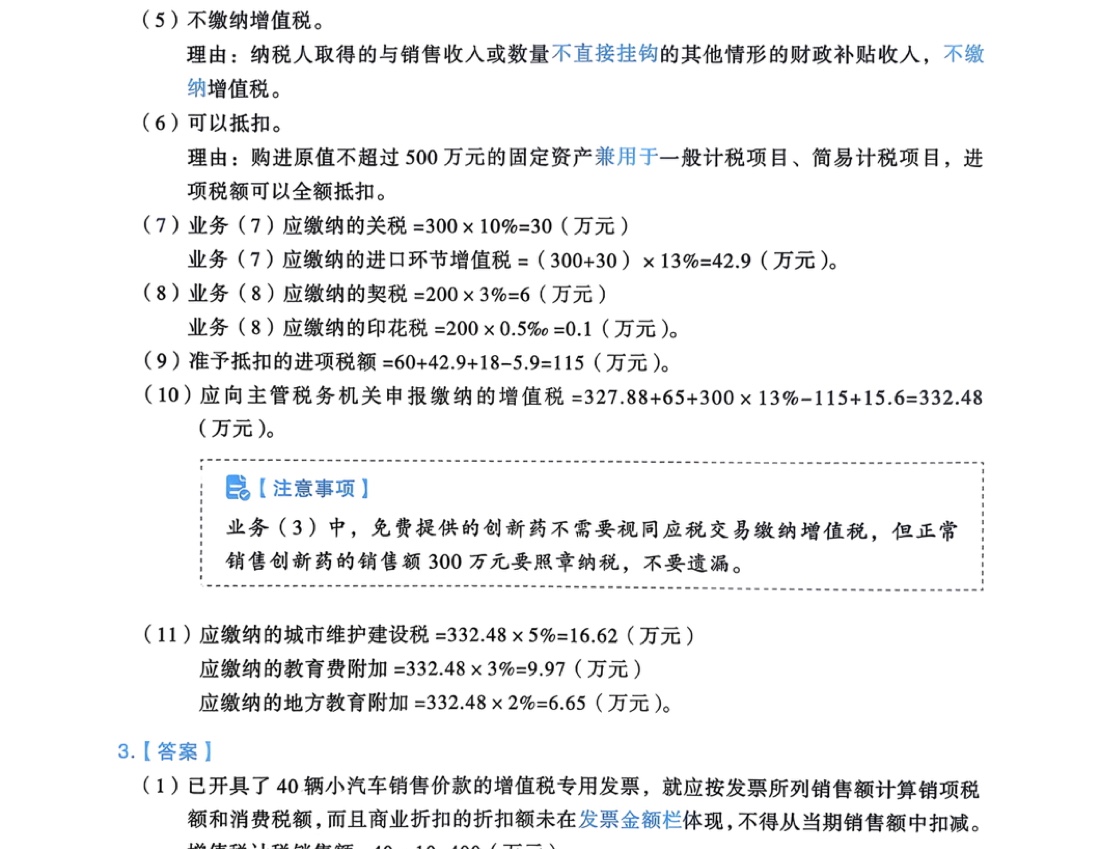 （5）不缴纳增值税。
理由：纳税人取得的与销售收入或数量不直接挂钩的其他情形的财政补贴收入，不缴
纳增值税。
（6）可以抵扣。
理由：购进原值不超过 500 万元的固定资产兼用于一般计税项目、简易计税项目，进
项税额可以全额抵扣。
（7）业务（7）应缴纳的关税 =300 × 10%=30（万元）
业务（7）应缴纳的进口环节增值税 =（300+30）× 13%=42.9（万元）。
（8）业务（8）应缴纳的契税 =200 × 3%=6（万元）
业务（8）应缴纳的印花税 =200 × 0.5‰ =0.1（万元）。
（9）准予抵扣的进项税额 =60+42.9+18-5.9=115（万元）。
（10）应向主管税务机关申报缴纳的增值税 =327.88+65+300 × 13%-115+15.6=332.48
（万元）。
【注意事项】
业务（3）中，免费提供的创新药不需要视同应税交易缴纳增值税，但正常
销售创新药的销售额 300 万元要照章纳税，不要遗漏。
（11）应缴纳的城市维护建设税 =332.48 × 5%=16.62（万元）
应缴纳的教育费附加 =332.48 × 3%=9.97（万元）
应缴纳的地方教育附加 =332.48 × 2%=6.65（万元）。
3.【答案】
（1）已开具了 40 辆小汽车销售价款的增值税专用发票，就应按发票所列销售额计算销项税
额和消费税额，而且商业折扣的折扣额未在发票金额栏体现，不得从当期销售额中扣减。